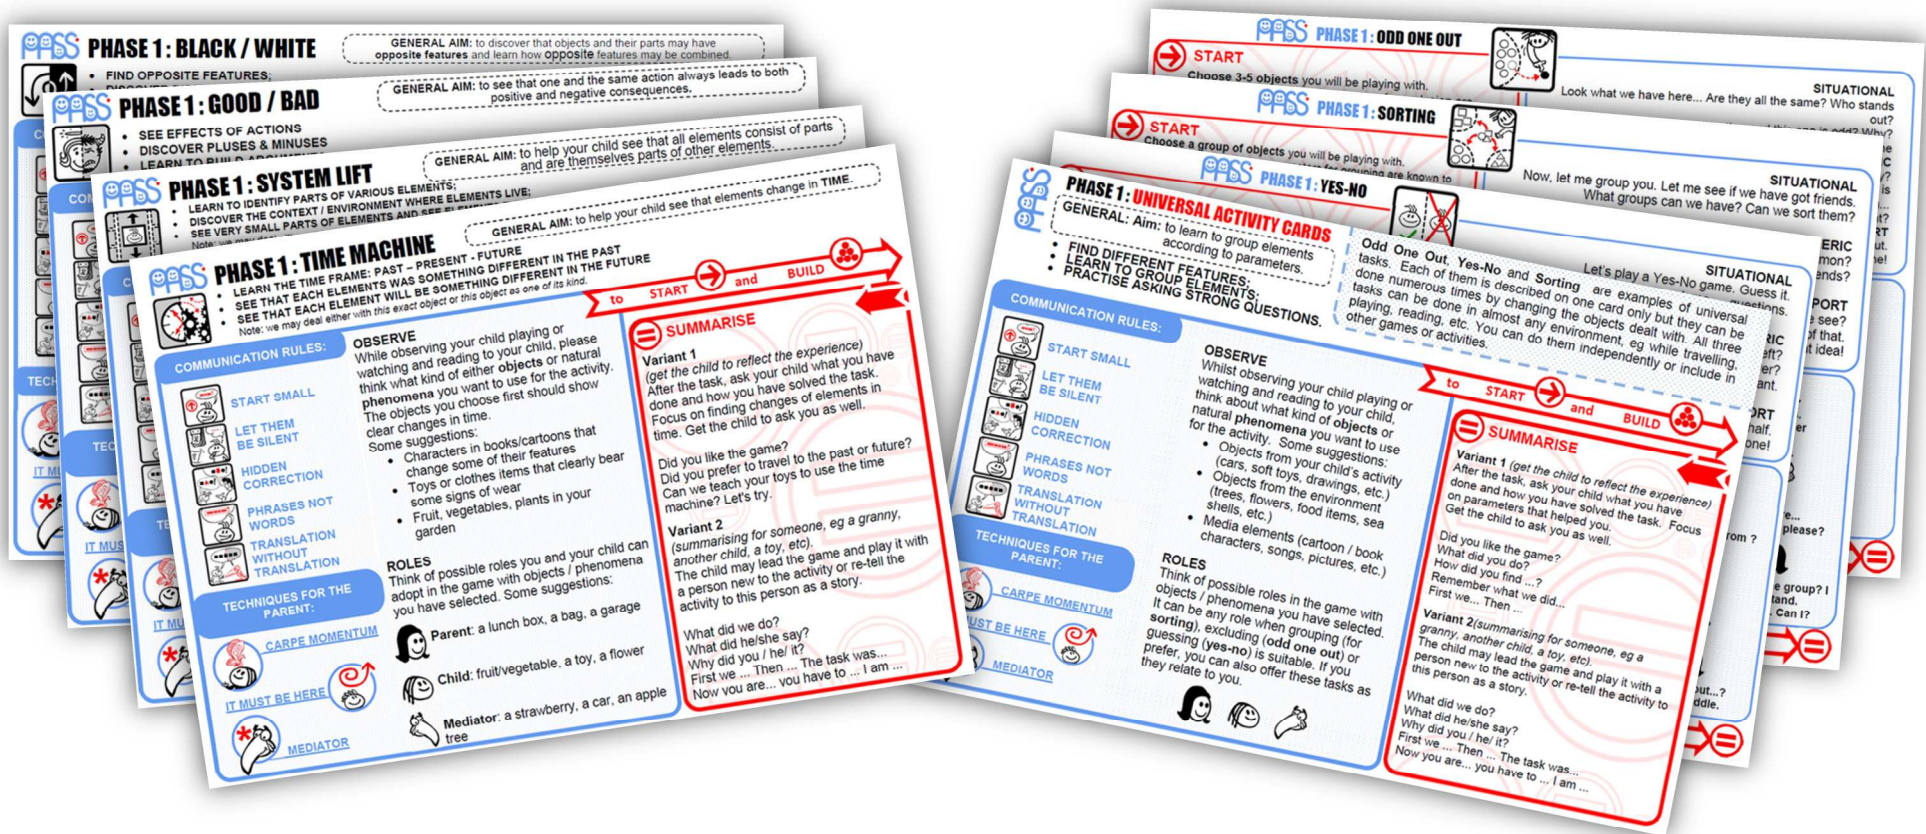 PASS PHASE 1 : BLACK / WHITE
GENERAL AIM: to discover that objects and their parts may have
opposite features and learn how opposite features may be combined.
• FIND OPPOSITE FEATURES;
PASS PHASE 1 : GOOD / BAD
GENERAL AIM: to see that one and the same action always leads to both
positive and negative consequences.
• SEE EFFECTS OF ACTIONS
• DISCOVER PLUSES & MINUSES
• LEARN TO BUILD
PASS PHASE 1 : SYSTEM LIFT
GENERAL AIM: to help your child see that all elements consist of parts
and are themselves parts of other elements.
• LEARN TO IDENTIFY PARTS OF VARIOUS ELEMENTS;
• DISCOVER THE CONTEXT / ENVIRONMENT WHERE ELEMENTS LIVE;
• SEE VERY SMALL PARTS OF ELEMENTS AND SEE
Note: we may
PASS PHASE 1 : TIME MACHINE
GENERAL AIM: to help your child see that elements change in TIME.
• LEARN THE TIME FRAME: PAST – PRESENT - FUTURE
• SEE THAT EACH ELEMENTS WAS SOMETHING DIFFERENT IN THE PAST
• SEE THAT EACH ELEMENT WILL BE SOMETHING DIFFERENT IN THE FUTURE
Note: we may deal either with this exact object or this object as one of its kind.
to START and BUILD
COMMUNICATION RULES:
START SMALL
LET THEM
BE SILENT
HIDDEN
CORRECTION
PHRASES NOT
WORDS
TRANSLATION
WITHOUT
TRANSLATION
TECHNIQUES FOR THE
PARENT:
CARPE MOMENTUM
IT MUST BE HERE
MEDIATOR
OBSERVE
While observing your child playing or
watching and reading to your child, please
think what kind of either objects or natural
phenomena you want to use for the activity.
The objects you choose first should show
clear changes in time.
Some suggestions:
• Characters in books/cartoons that
change some of their features
• Toys or clothes items that clearly bear
some signs of wear
• Fruit, vegetables, plants in your
garden
ROLES
Think of possible roles you and your child can
adopt in the game with objects / phenomena
you have selected. Some suggestions:
Parent: a lunch box, a bag, a garage
Child: fruit/vegetable, a toy, a flower
Mediator: a strawberry, a car, an apple
tree
SUMMARISE
Variant 1
(get the child to reflect the experience)
After the task, ask your child what you have
done and how you have solved the task.
Focus on finding changes of elements in
time. Get the child to ask you as well.
Did you like the game?
Did you prefer to travel to the past or future?
Can we teach your toys to use the time
machine? Let's try.
Variant 2
(summarising for someone, eg a granny,
another child, a toy, etc).
The child may lead the game and play it with
a person new to the activity or re-tell the
activity to this person as a story.
What did we do?
What did he/she say?
Why did you / he/ it?
First we ... Then ... The task was...
Now you are... you have to ... I am ...
PASS PHASE 1 : ODD ONE OUT
START
Choose 3-5 objects you will be playing with.
SITUATIONAL
Look what we have here... Are they all the same? Who stands
out?
PASS PHASE 1 : SORTING
START
Choose a group of objects you will be playing with.
SITUATIONAL
Now, let me group you. Let me see if we have got friends.
What groups can we have? Can we sort them?
PASS PHASE 1 : YES-NO
SITUATIONAL
Let's play a Yes-No game. Guess it.
PASS PHASE 1 : UNIVERSAL ACTIVITY CARDS
GENERAL: Aim: to learn to group elements
according to parameters.
• FIND DIFFERENT FEATURES;
• LEARN TO GROUP ELEMENTS;
• PRACTISE ASKING STRONG QUESTIONS.
Odd One Out, Yes-No and Sorting are examples of universal
tasks. Each of them is described on one card only but they can be
done numerous times by changing the objects dealt with. All three
tasks can be done in almost any environment, eg while travelling,
playing, reading, etc. You can do them independently or include in
other games or activities.
to START and BUILD
COMMUNICATION RULES:
START SMALL
LET THEM
BE SILENT
HIDDEN
CORRECTION
PHRASES NOT
WORDS
TRANSLATION
WITHOUT
TRANSLATION
TECHNIQUES FOR THE
PARENT:
CARPE MOMENTUM
UST BE HERE
MEDIATOR
OBSERVE
Whilst observing your child playing or
watching and reading to your child,
think about what kind of objects or
natural phenomena you want to use
for the activity. Some suggestions:
• Objects from your child's activity
(cars, soft toys, drawings, etc.)
• Objects from the environment
(trees, flowers, food items, sea
shells, etc.)
• Media elements (cartoon / book
characters, songs, pictures, etc.)
ROLES
Think of possible roles in the game with
objects / phenomena you have selected.
It can be any role when grouping (for
sorting), excluding (odd one out) or
guessing (yes-no) is suitable. If you
prefer, you can also offer these tasks as
they relate to you.
SUMMARISE
Variant 1 (get the child to reflect the experience)
After the task, ask your child what you have
done and how you have solved the task. Focus
on parameters that helped you.
Get the child to ask you as well.
Did you like the game?
What did you do?
How did you find ...?
Remember what we did...
First we... Then ...
Variant 2(summarising for someone, eg a
granny, another child, a toy, etc).
The child may lead the game and play it with a
person new to the activity or re-tell the activity to
this person as a story.
What did we do?
What did he/she say?
Why did you / he/ it?
First we ... Then ... The task was...
Now you are... you have to ... I am ...